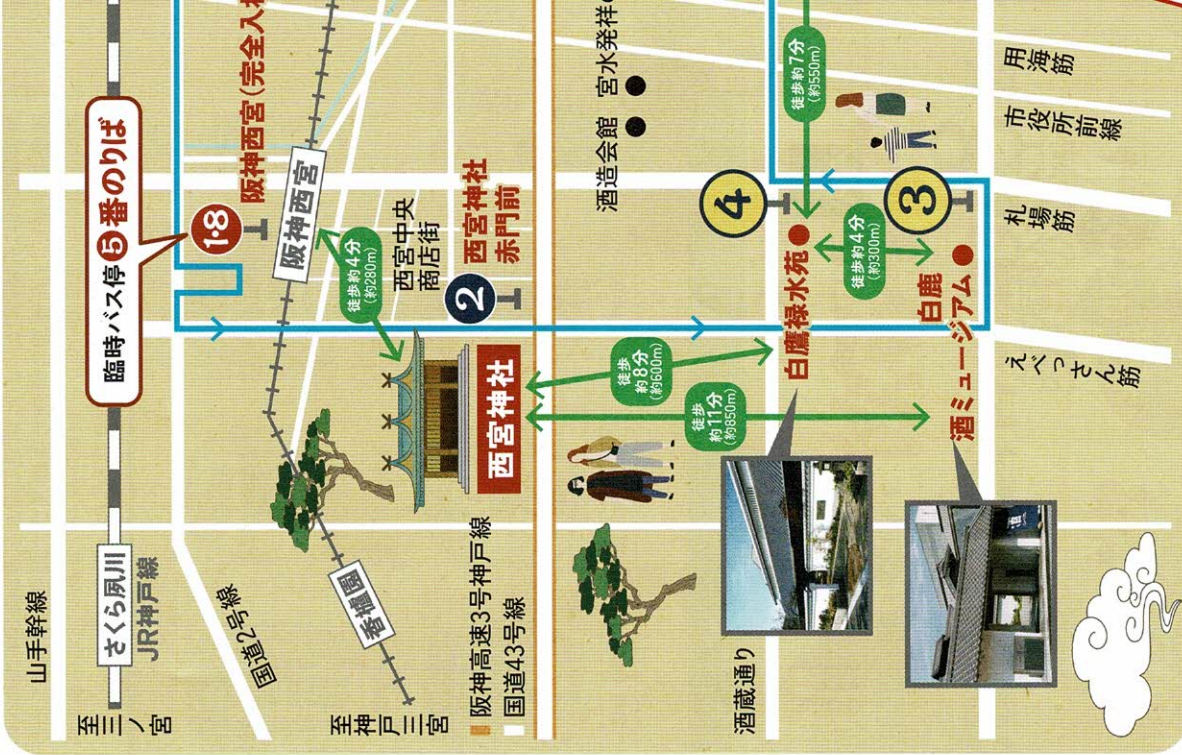 山手幹線
さくら夙川
JR神戸線
至三ノ宮
臨時バス停5番のりば
1・8
阪神西宮(完全入
国道2号線
阪神西宮
香櫨園
至神戸三宮
徒歩約4分
(約280m)
西宮中央
商店街
2
西宮神社
赤門前
西宮神社
阪神高速3号神戸線
国道43号線
酒造会館
宮水発祥
徒歩
約8分
(約600m)
徒歩
約11分
(約850m)
酒蔵通り
白鷹禄水苑
4
徒歩約7分
(約550m)
徒歩約4分
(約300m)
3
白鹿
酒ミュージアム
えべっさん筋
札場筋
市役所前線
用海筋